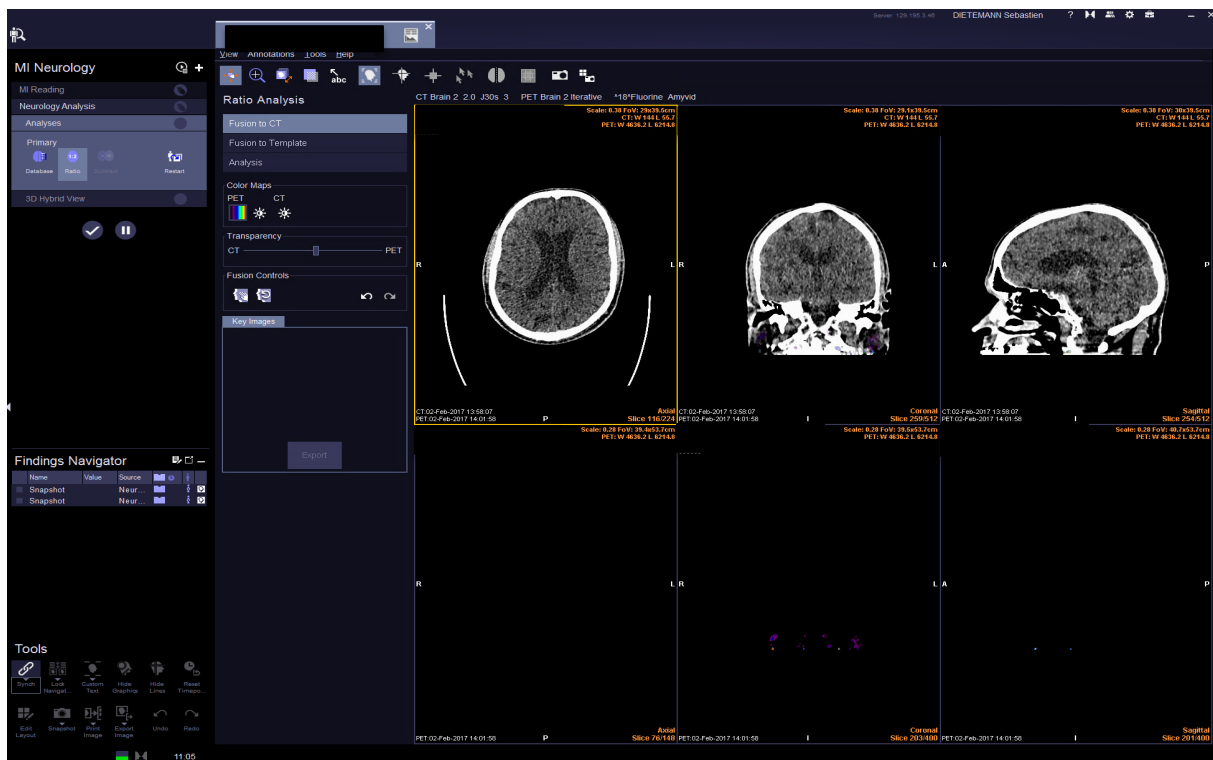 Server: 129.195.3.46 DIETEMANN Sebastien ?
MI Neurology
MI Reading
Neurology Analysis
Analyses
Primary
Database Ratio Restart
3D Hybrid View
View Annotations Tools Help
abc
Ratio Analysis
Fusion to CT
Fusion to Template
Analysis
Color Maps
PET CT
Transparency
CT PET
Fusion Controls
Key Images
Export
CT Brain 2 2.0 J30s 3 PET Brain 2 Iterative ^18^Fluorine Amyvid
Scale: 0.38 FoV: 29x39.5cm
CT: W 144 L 55.7
PET: W 4636.2 L 6214.8
R L
CT:02-Feb-2017 13:58:07
PET:02-Feb-2017 14:01:58
P
Axial
Slice 116/224
Scale: 0.38 FoV: 29.1x39.5cm
CT: W 144 L 55.7
PET: W 4636.2 L 6214.8
R L
CT:02-Feb-2017 13:58:07
PET:02-Feb-2017 14:01:58
I
Coronal
Slice 259/512
Scale: 0.38 FoV: 30x39.5cm
CT: W 144 L 55.7
PET: W 4636.2 L 6214.8
A P
CT:02-Feb-2017 13:58:07
PET:02-Feb-2017 14:01:58
I
Sagittal
Slice 254/512
Scale: 0.28 FoV: 39.4x53.7cm
PET: W 4636.2 L 6214.8
R L
PET:02-Feb-2017 14:01:58
P
Axial
Slice 76/148
Scale: 0.28 FoV: 39.5x53.7cm
PET: W 4636.2 L 6214.8
R L
PET:02-Feb-2017 14:01:58
I
Coronal
Slice 203/400
Scale: 0.28 FoV: 40.7x53.7cm
PET: W 4636.2 L 6214.8
A P
PET:02-Feb-2017 14:01:58
I
Sagittal
Slice 201/400
Findings Navigator
Name Value Source
Snapshot Neur...
Snapshot Neur...
Tools
Synch
Lock Navigat...
Custom Text
Hide Graphics
Hide Lines
Reset Timepo...
Edit Layout
Snapshot
Print Image
Export Image
Undo
Redo
11:05